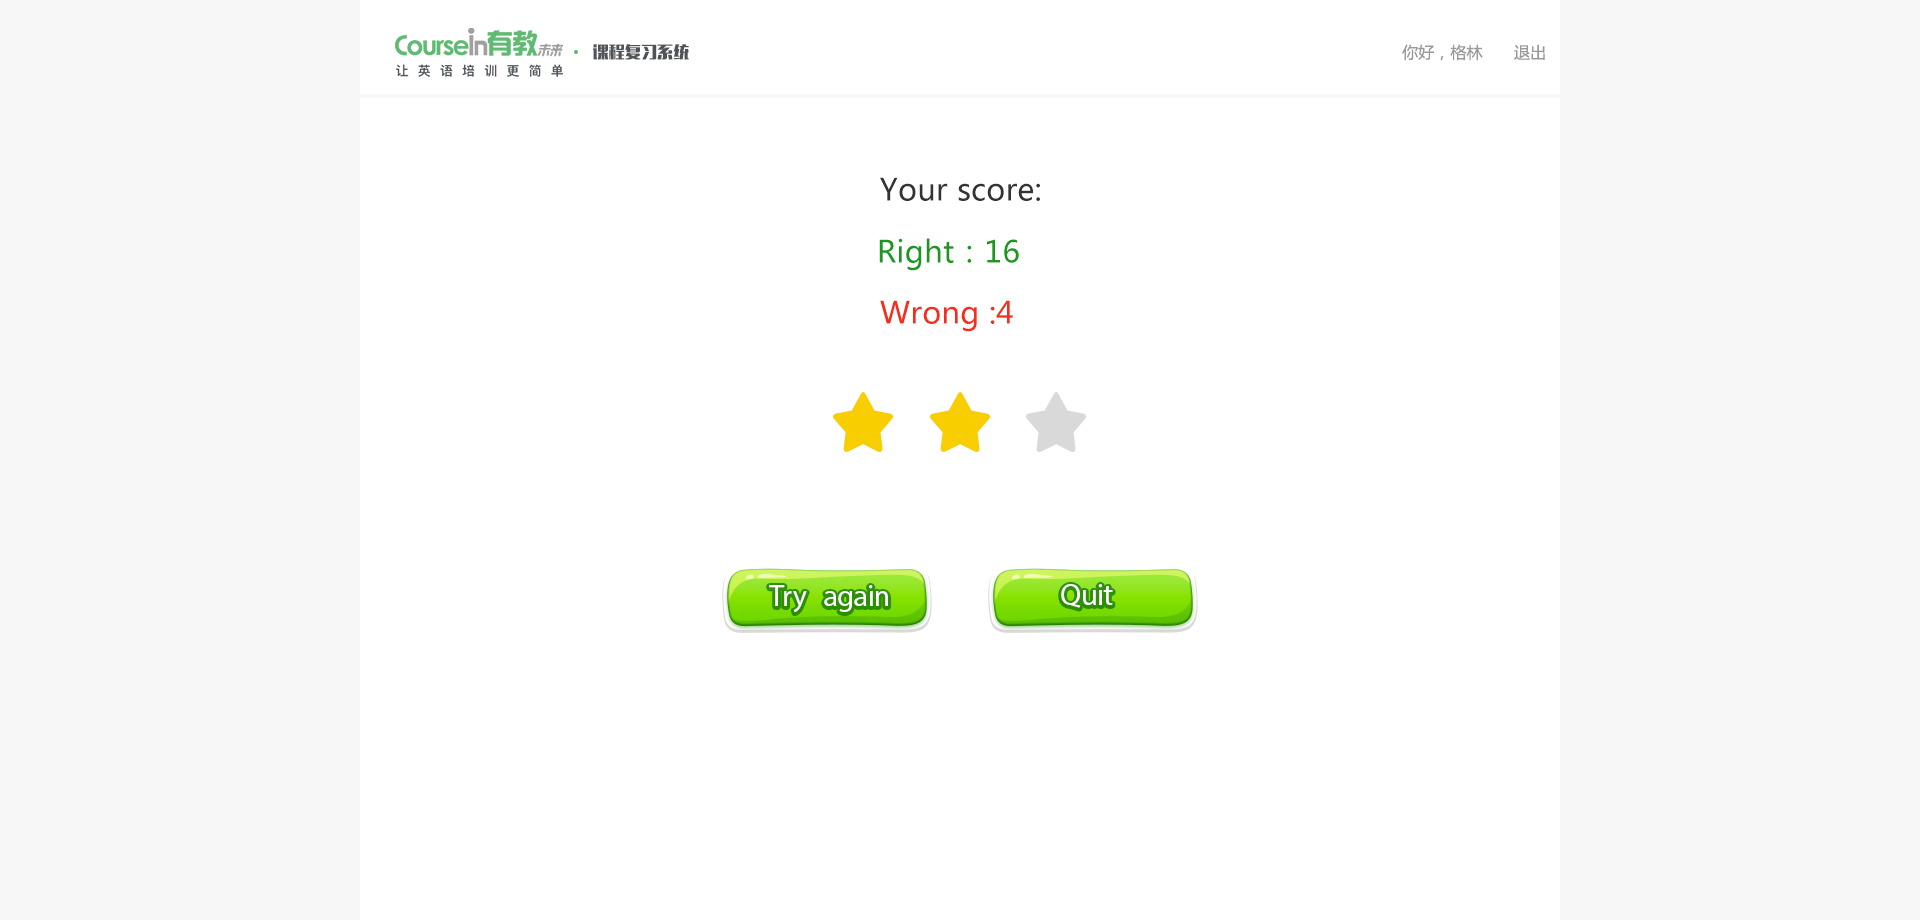 Coursein有教未来 · 课程复习系统
让英语培训更简单
你好，格林 退出
Your score:
Right : 16
Wrong :4
Try again
Quit